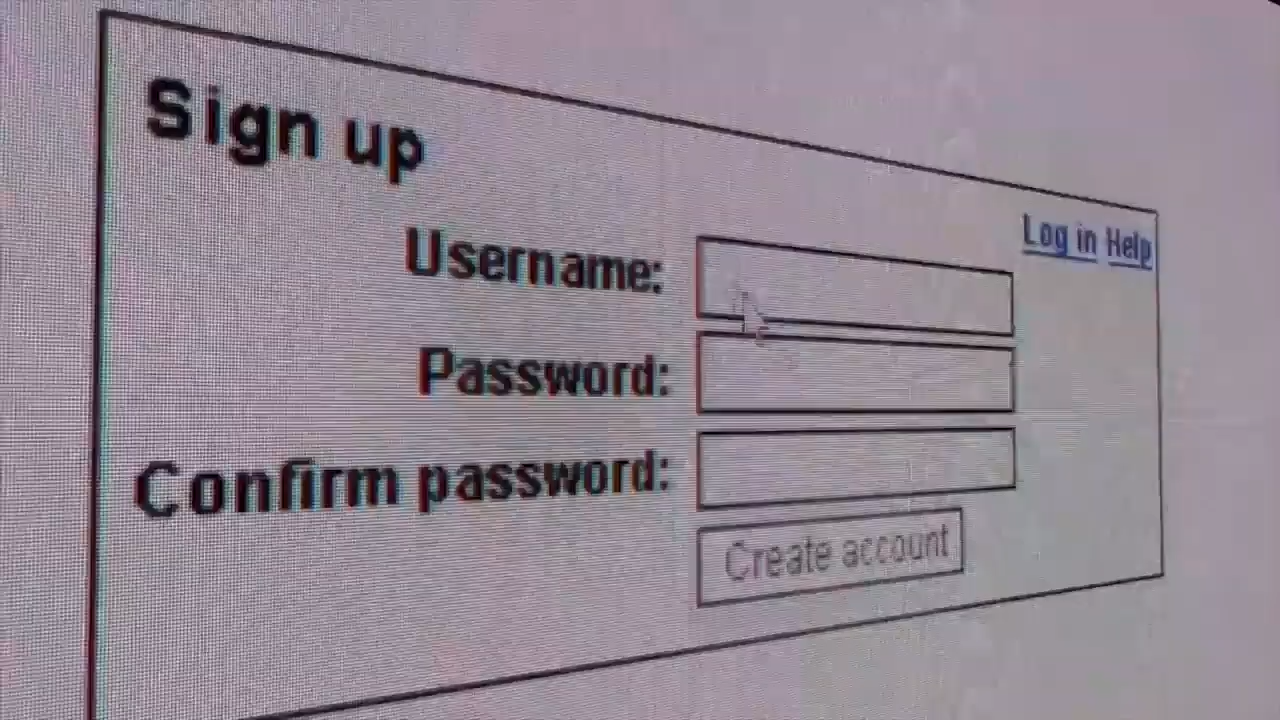 Sign up
Log in Help
Username:
Password:
Confirm password:
Create account